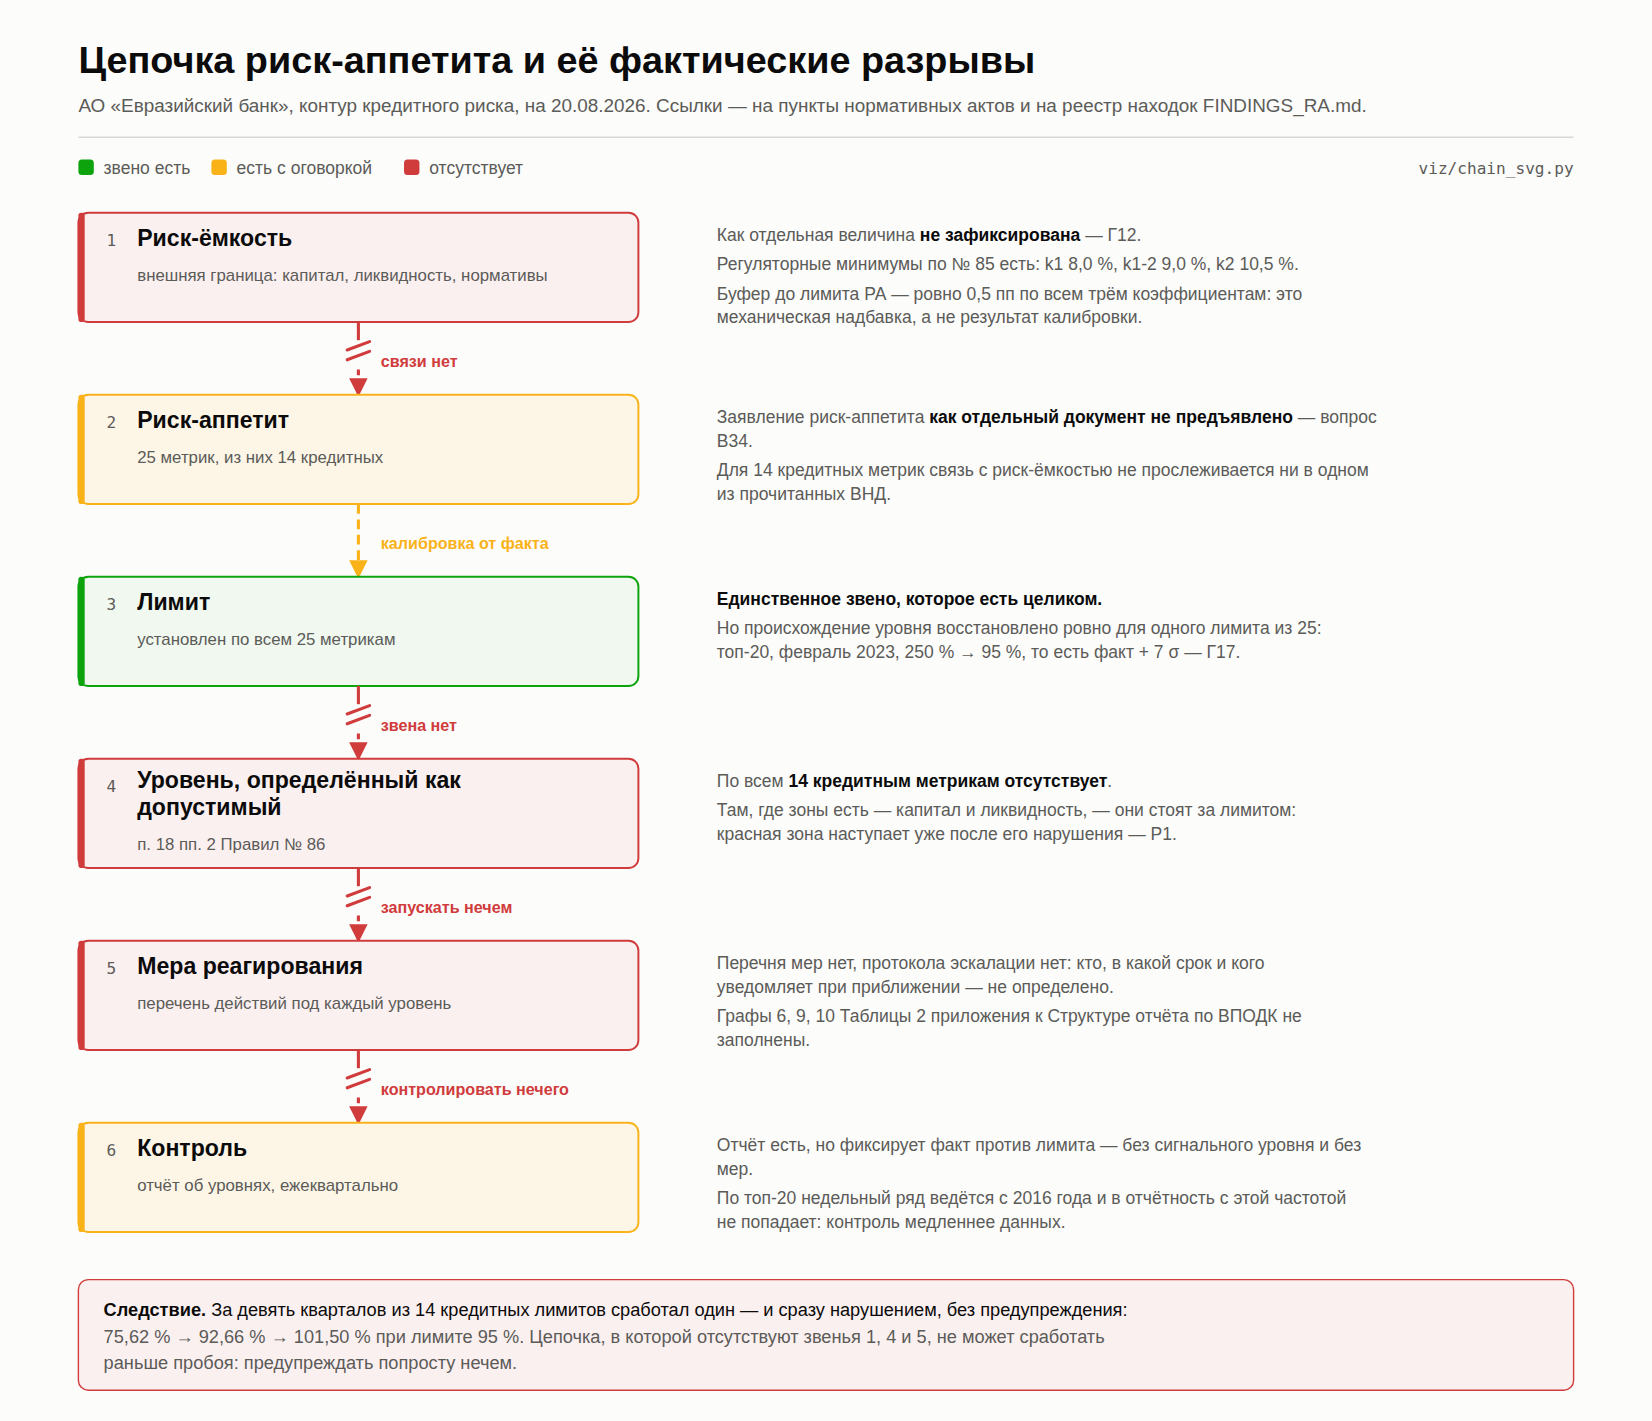 Цепочка риск-аппетита и её фактические разрывы
АО «Евразийский банк», контур кредитного риска, на 20.08.2026. Ссылки — на пункты нормативных актов и на реестр находок FINDINGS_RA.md.
звено есть
есть с оговоркой
отсутствует
viz/chain_svg.py
1
Риск-ёмкость
внешняя граница: капитал, ликвидность, нормативы
Как отдельная величина не зафиксирована — Г12.
Регуляторные минимумы по № 85 есть: k1 8,0 %, k1-2 9,0 %, k2 10,5 %.
Буфер до лимита РА — ровно 0,5 пп по всем трём коэффициентам: это
механическая надбавка, а не результат калибровки.
связи нет
2
Риск-аппетит
25 метрик, из них 14 кредитных
Заявление риск-аппетита как отдельный документ не предъявлено — вопрос
В34.
Для 14 кредитных метрик связь с риск-ёмкостью не прослеживается ни в одном
из прочитанных ВНД.
калибровка от факта
3
Лимит
установлен по всем 25 метрикам
Единственное звено, которое есть целиком.
Но происхождение уровня восстановлено ровно для одного лимита из 25:
топ-20, февраль 2023, 250 % → 95 %, то есть факт + 7 σ — Г17.
звена нет
4
Уровень, определённый как
допустимый
п. 18 пп. 2 Правил № 86
По всем 14 кредитным метрикам отсутствует.
Там, где зоны есть — капитал и ликвидность, — они стоят за лимитом:
красная зона наступает уже после его нарушения — Р1.
запускать нечем
5
Мера реагирования
перечень действий под каждый уровень
Перечня мер нет, протокола эскалации нет: кто, в какой срок и кого
уведомляет при приближении — не определено.
Графы 6, 9, 10 Таблицы 2 приложения к Структуре отчёта по ВПОДК не
заполнены.
контролировать нечего
6
Контроль
отчёт об уровнях, ежеквартально
Отчёт есть, но фиксирует факт против лимита — без сигнального уровня и без
мер.
По топ-20 недельный ряд ведётся с 2016 года и в отчётность с этой частотой
не попадает: контроль медленнее данных.
Следствие. За девять кварталов из 14 кредитных лимитов сработал один — и сразу нарушением, без предупреждения:
75,62 % → 92,66 % → 101,50 % при лимите 95 %. Цепочка, в которой отсутствуют звенья 1, 4 и 5, не может сработать
раньше пробоя: предупреждать попросту нечем.